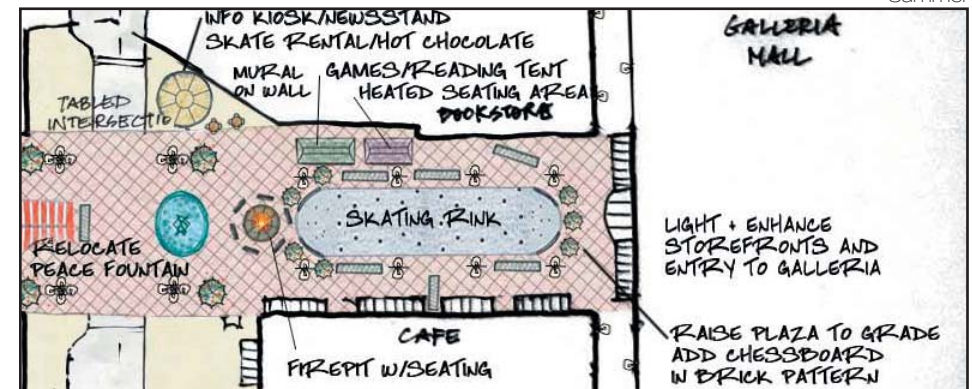 Summer
INFO KIOSK/NEWSSTAND
SKATE RENTAL/HOT CHOCOLATE
MURAL
ON WALL
GAMES/READING TENT
HEATED SEATING AREA
BOOKSTORE
GALLERIA
MALL
TABLED
INTERSECTIO
SKATING RINK
RELOCATE
PEACE FOUNTAIN
LIGHT + ENHANCE
STOREFRONTS AND
ENTRY TO GALLERIA
CAFE
FIREPIT W/SEATING
RAISE PLAZA TO GRADE
ADD CHESSBOARD
IN BRICK PATTERN